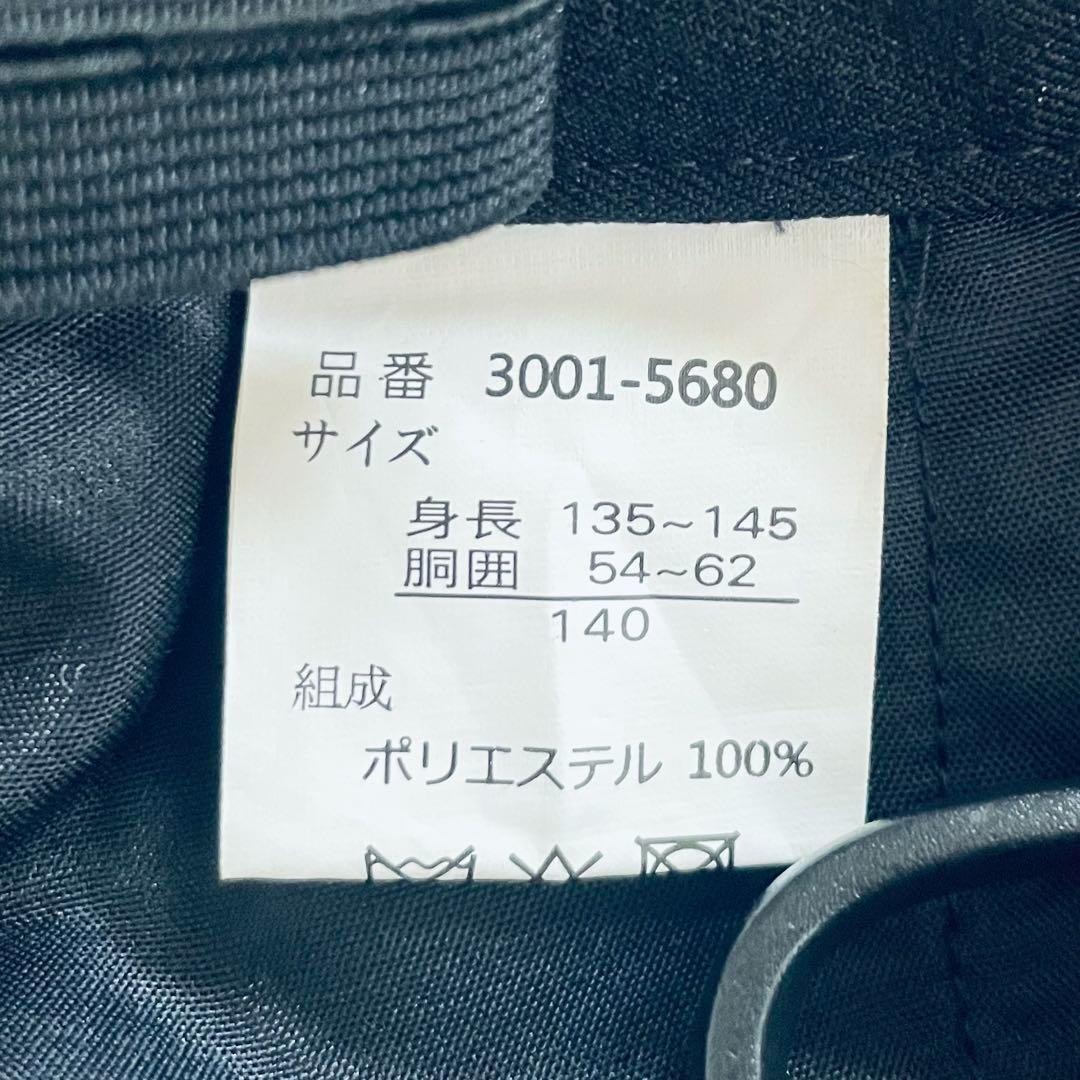 品番 3001-5680
サイズ
身長 135~145
胴囲 54~62
140
組成
ポリエステル 100%